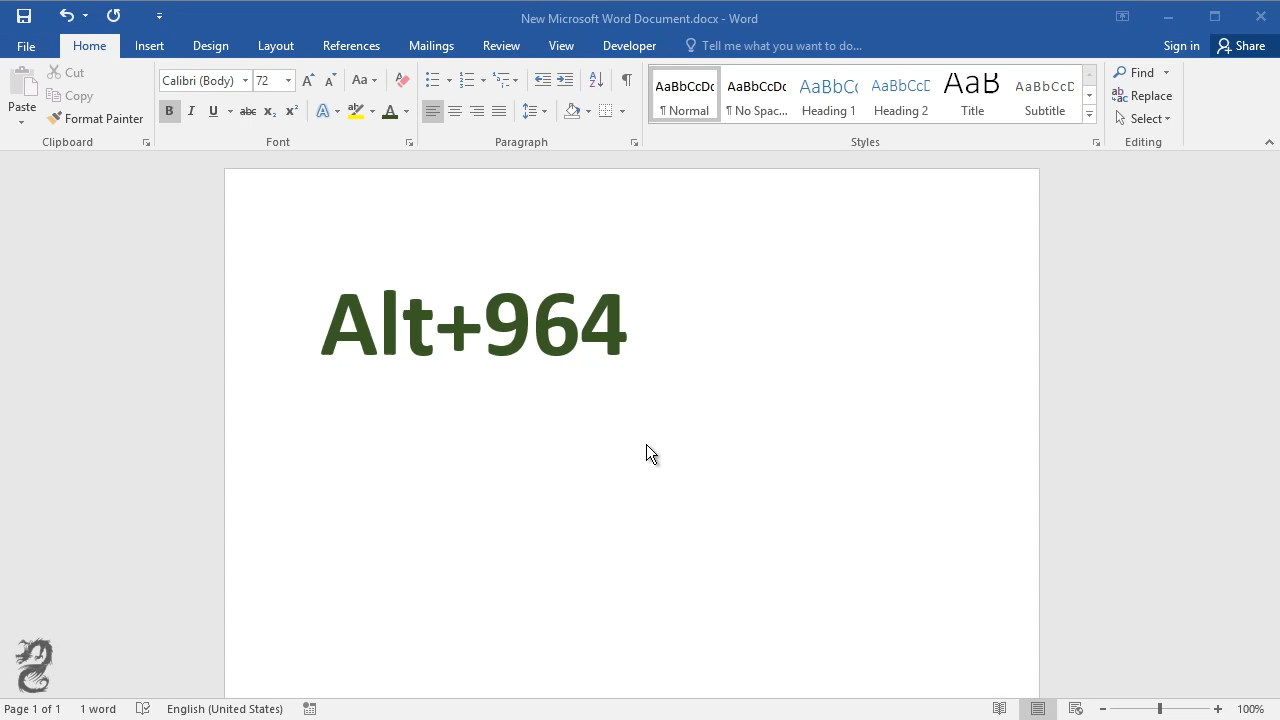 New Microsoft Word Document.docx - Word
File Home Insert Design Layout References Mailings Review View Developer Tell me what you want to do... Sign in Share
Paste
Cut
Copy
Format Painter
Clipboard
Calibri (Body) 72
Font
Paragraph
AaBbCcDc AaBbCcDc AaBbC( AaBbCcD AaB AaBbCcD
¶ Normal ¶ No Spac... Heading 1 Heading 2 Title Subtitle
Styles
Find
Replace
Select
Editing
Alt+964
Page 1 of 1 1 word English (United States) 100%